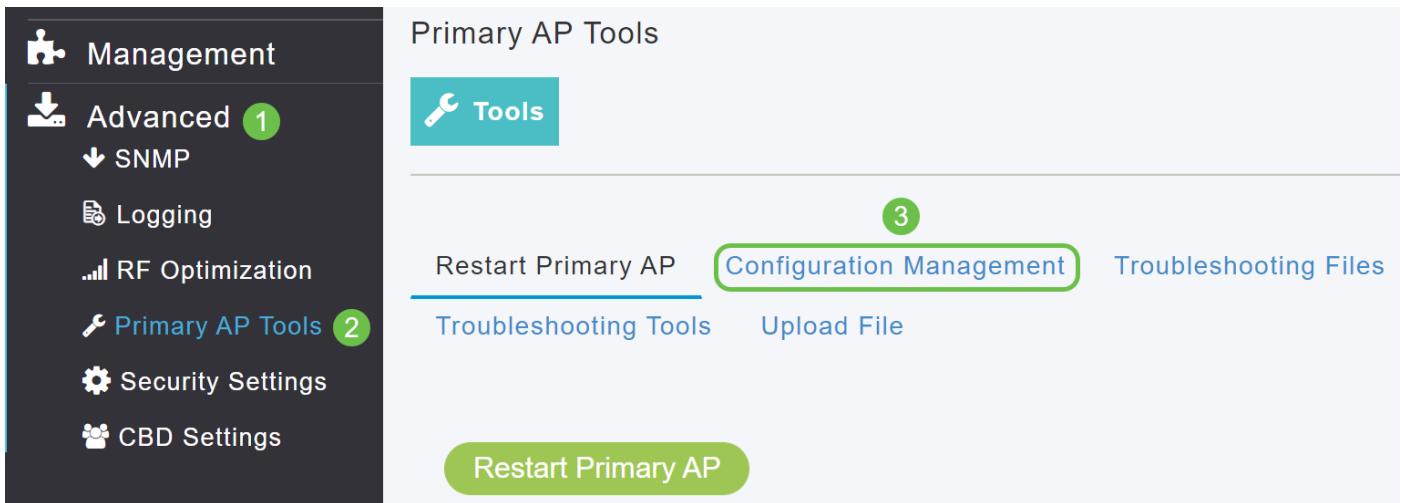 Management
Advanced 1
SNMP
Logging
RF Optimization
Primary AP Tools 2
Security Settings
CBD Settings
Primary AP Tools
Tools
3
Restart Primary AP Configuration Management Troubleshooting Files
Troubleshooting Tools Upload File
Restart Primary AP